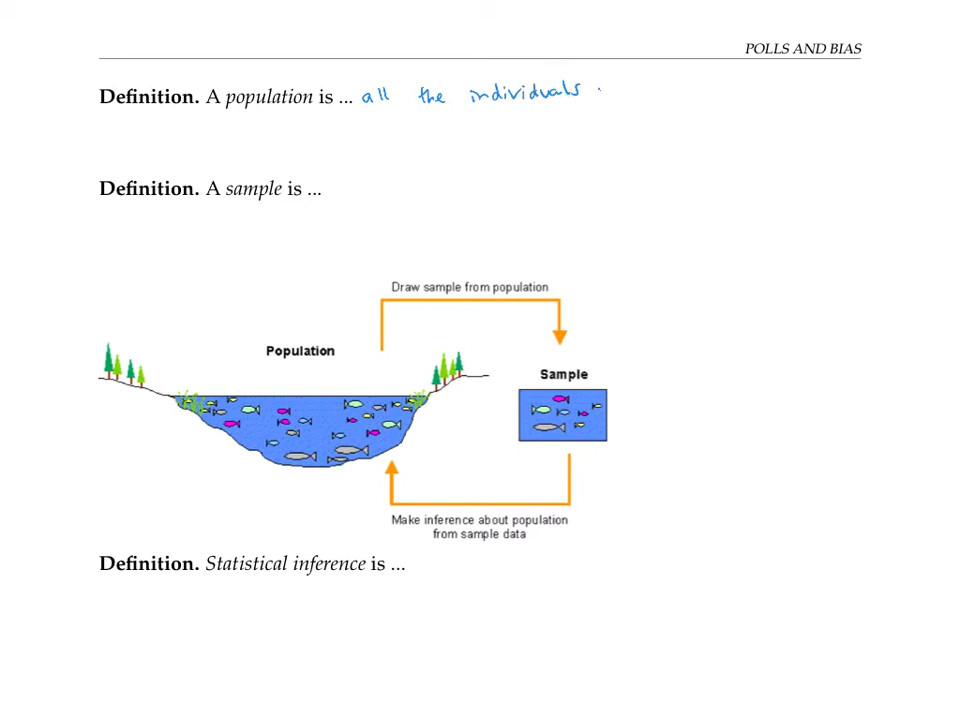 POLLS AND BIAS
Definition. A population is ... all the individuals
Definition. A sample is ...
Draw sample from population
Population
Sample
Make inference about population
from sample data
Definition. Statistical inference is ...